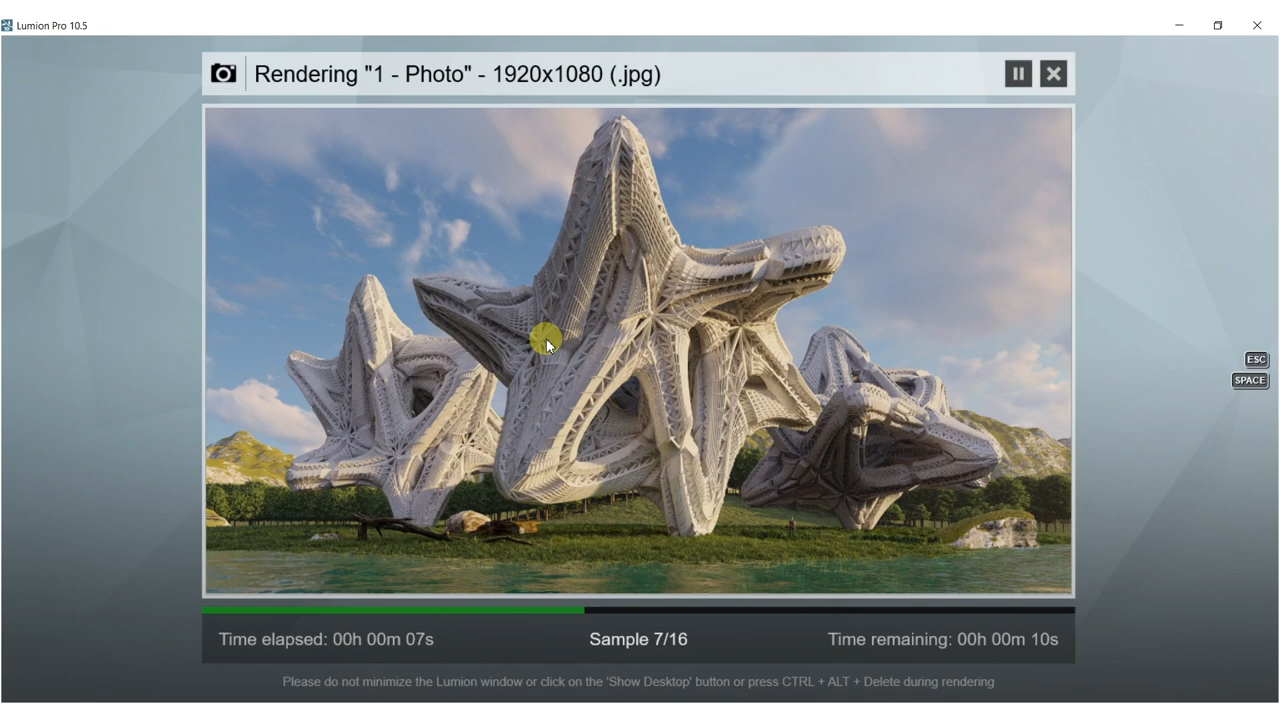 Lumion Pro 10.5
Rendering "1 - Photo" - 1920x1080 (.jpg)
ESC
SPACE
Time elapsed: 00h 00m 07s
Sample 7/16
Time remaining: 00h 00m 10s
Please do not minimize the Lumion window or click on the 'Show Desktop' button or press CTRL + ALT + Delete during rendering